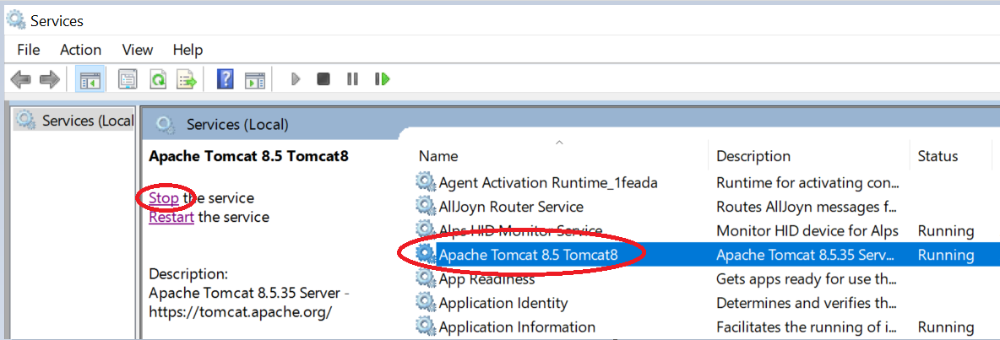 Services
File Action View Help
Services (Local
Services (Local)
Apache Tomcat 8.5 Tomcat8
Stop the service
Restart the service
Description:
Apache Tomcat 8.5.35 Server -
https://tomcat.apache.org/
Name Description Status
Agent Activation Runtime_1feada Runtime for activating con...
AllJoyn Router Service Routes AllJoyn messages f...
Alps HID Monitor Service Monitor HID device for Alps Running
Apache Tomcat 8.5 Tomcat8 Apache Tomcat 8.5.35 Serv... Running
App Readiness Gets apps ready for use th...
Application Identity Determines and verifies th...
Application Information Facilitates the running of i... Running